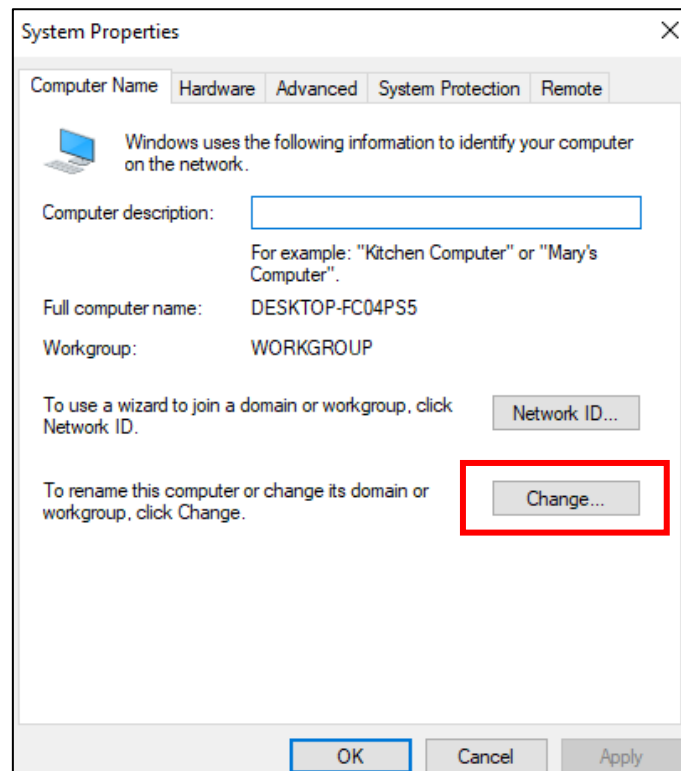 System Properties
Computer Name Hardware Advanced System Protection Remote
Windows uses the following information to identify your computer
on the network.
Computer description:
For example: "Kitchen Computer" or "Mary's
Computer".
Full computer name: DESKTOP-FC04PS5
Workgroup: WORKGROUP
To use a wizard to join a domain or workgroup, click
Network ID.
Network ID...
To rename this computer or change its domain or
workgroup, click Change.
Change...
OK Cancel Apply